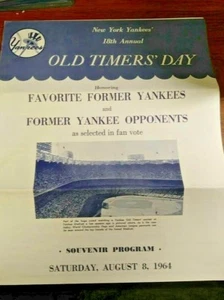 Yankees
New York Yankees'
18th Annual
OLD TIMERS' DAY
Honoring
FAVORITE FORMER YANKEES
and
FORMER YANKEE OPPONENTS
as selected in fan vote
• SOUVENIR PROGRAM •
SATURDAY, AUGUST 8, 1964